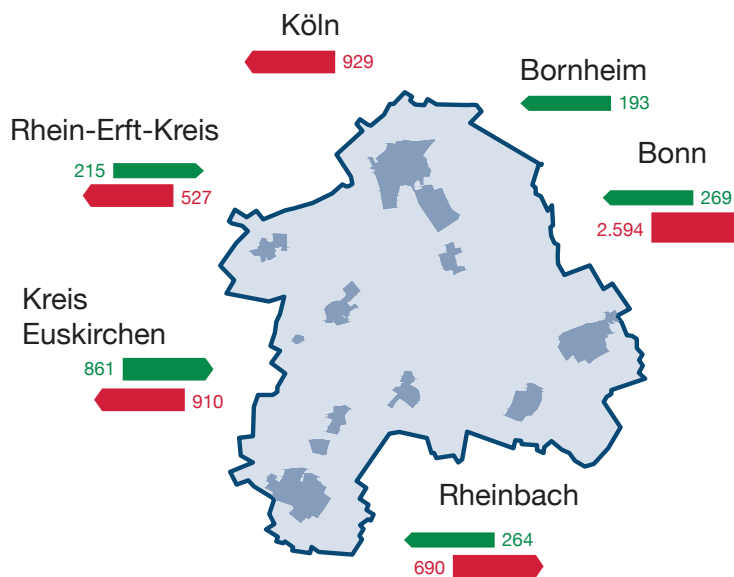 Köln
929
Bornheim
193
Rhein-Erft-Kreis
215
527
Bonn
269
2.594
Kreis
Euskirchen
861
910
Rheinbach
264
690